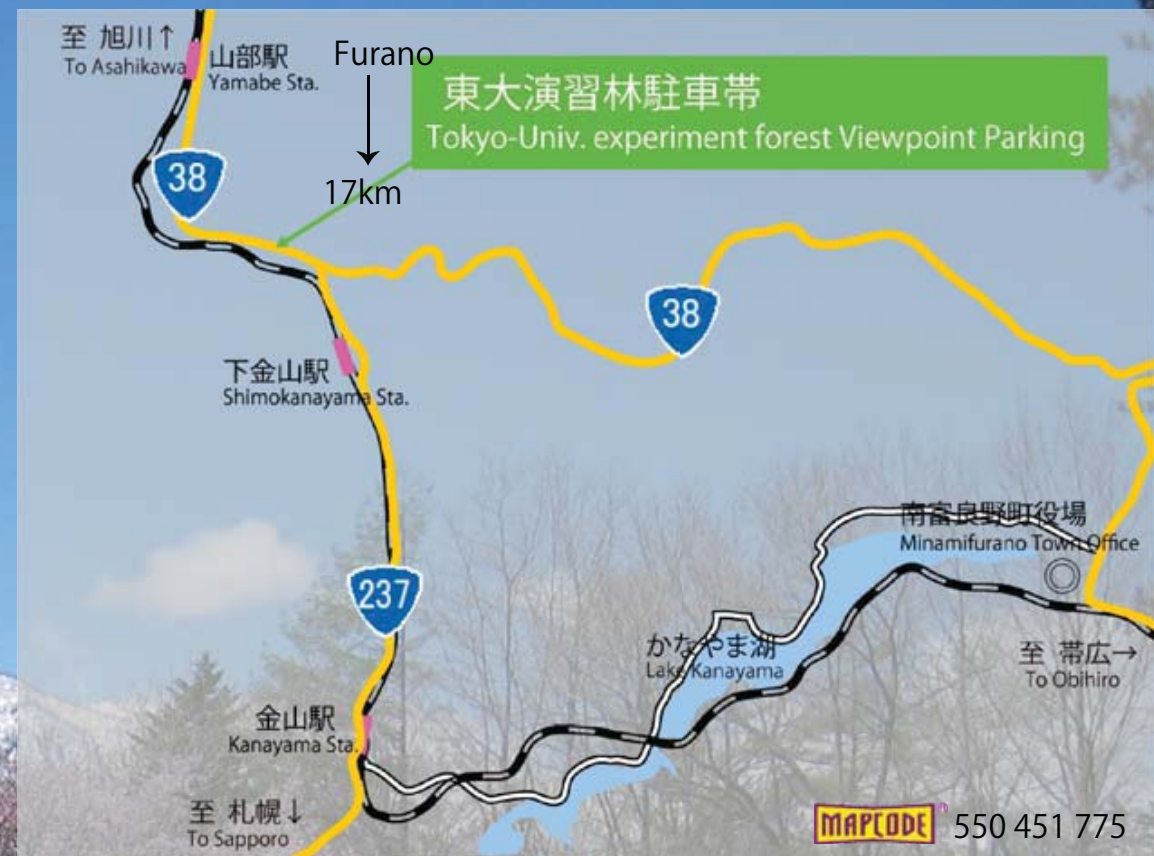 至 旭川↑
To Asahikawa
山部駅
Yamabe Sta.
Furano
↓
17km
東大演習林駐車帯
Tokyo-Univ. experiment forest Viewpoint Parking
38
38
下金山駅
Shimokanayama Sta.
237
南富良野町役場
Minamifurano Town Office
かなやま湖
Lake Kanayama
至 帯広→
To Obihiro
金山駅
Kanayama Sta.
至 札幌↓
To Sapporo
MAPCODE® 550 451 775